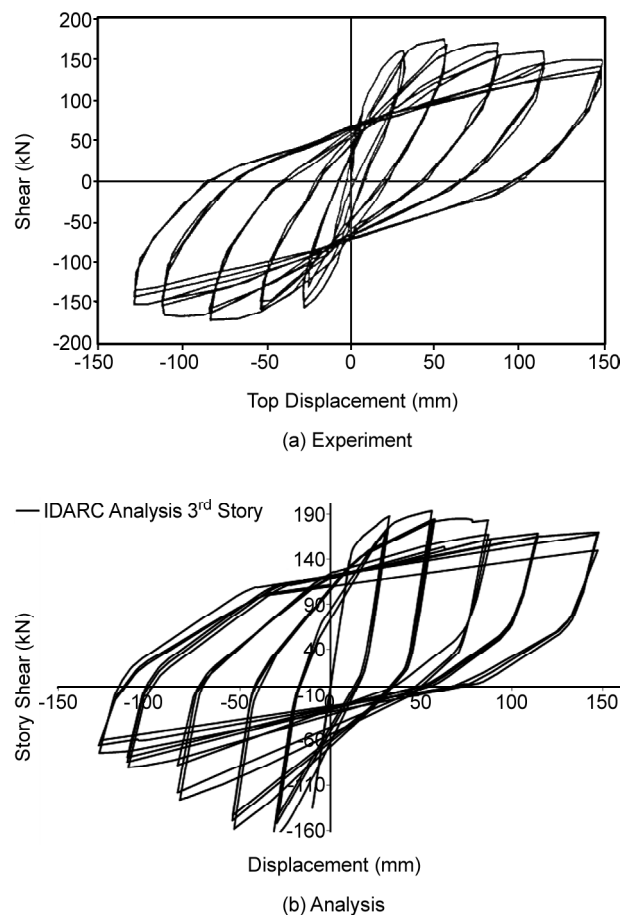 200
150
100
50
0
-50
-100
-150
-200
Shear (kN)
-150 -100 -50 0 50 100 150
Top Displacement (mm)
(a) Experiment
IDARC Analysis 3rd Story
190
140
90
40
-10
-60
-110
-160
Story Shear (kN)
-150 -100 -50 0 50 100 150
Displacement (mm)
(b) Analysis